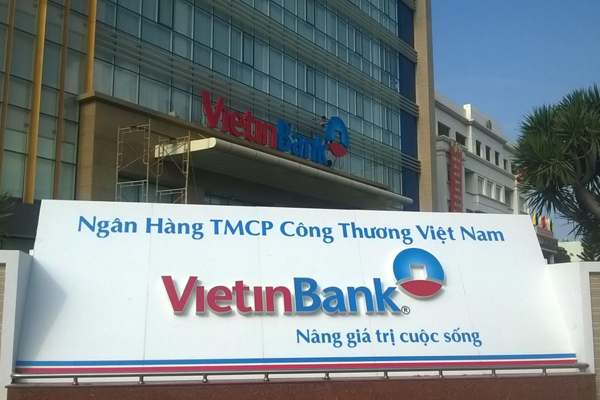 VietinBank
Ngân Hàng TMCP Công Thương Việt Nam
VietinBank®
Nâng giá trị cuộc sống